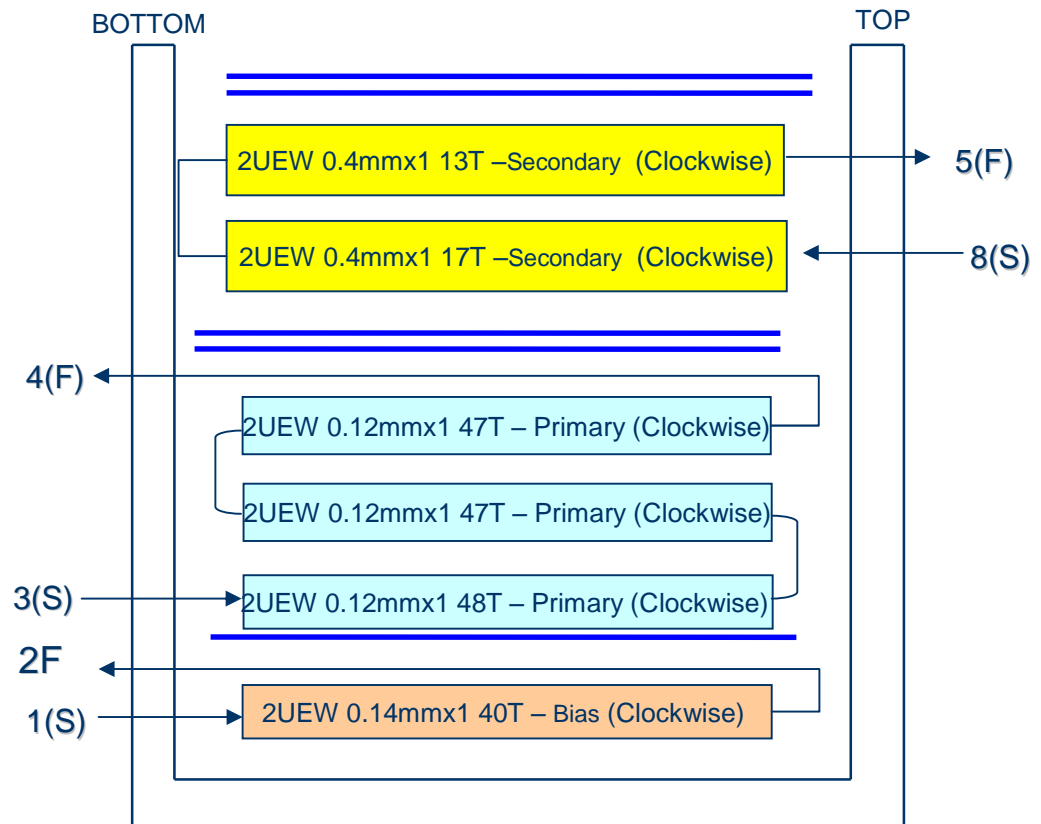 BOTTOM
TOP
2UEW 0.4mmx1 13T –Secondary (Clockwise)
5(F)
2UEW 0.4mmx1 17T –Secondary (Clockwise)
8(S)
4(F)
2UEW 0.12mmx1 47T – Primary (Clockwise)
2UEW 0.12mmx1 47T – Primary (Clockwise)
3(S)
2UEW 0.12mmx1 48T – Primary (Clockwise)
2F
1(S)
2UEW 0.14mmx1 40T – Bias (Clockwise)